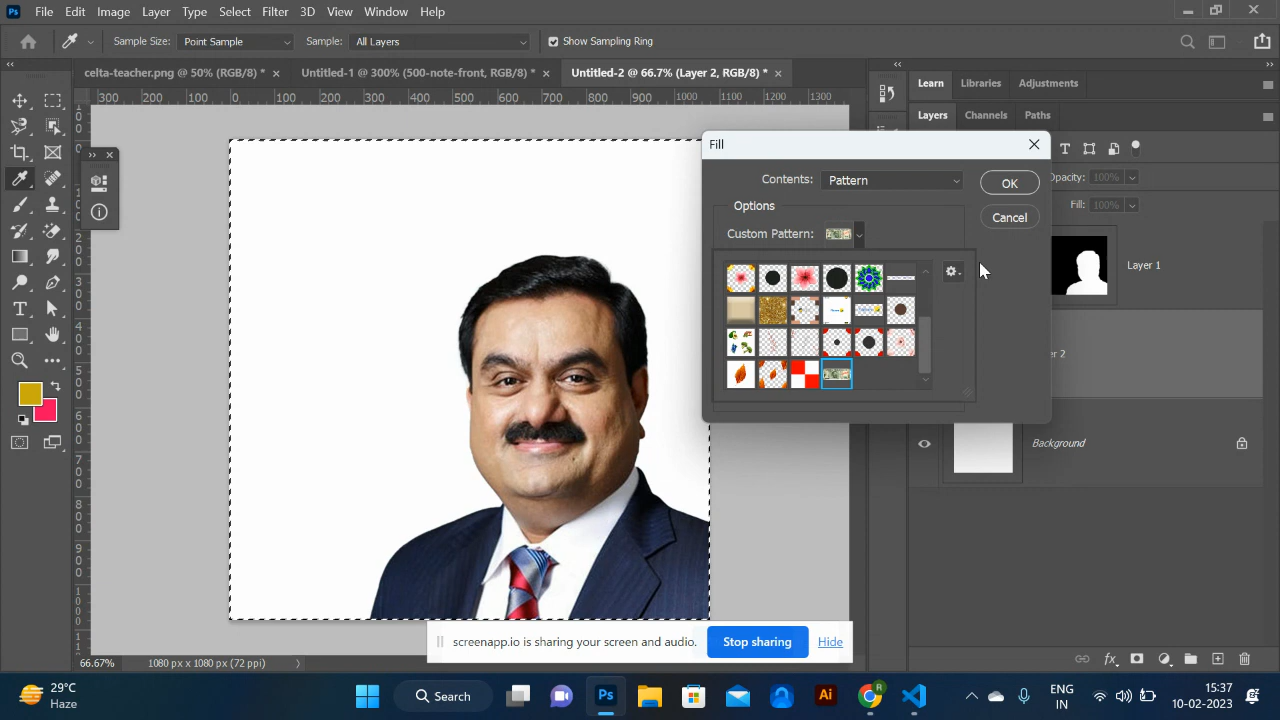 File Edit Image Layer Type Select Filter 3D View Window Help
Sample Size: Point Sample Sample: All Layers Show Sampling Ring
celta-teacher.png @ 50% (RGB/8) * Untitled-1 @ 300% (500-note-front, RGB/8) * Untitled-2 @ 66.7% (Layer 2, RGB/8) *
300 200 100 0 100 200 300 400 500 600 700 800 900 1000 1100 1200 1300
Learn Libraries Adjustments
Layers Channels Paths
Fill
Contents: Pattern OK
Opacity: 100%
Options
Fill: 100%
Cancel
Custom Pattern:
Layer 1
Background
screenapp.io is sharing your screen and audio. Stop sharing Hide
66.67% 1080 px x 1080 px (72 ppi)
29°C
Haze
Search
ENG
IN
15:37
10-02-2023